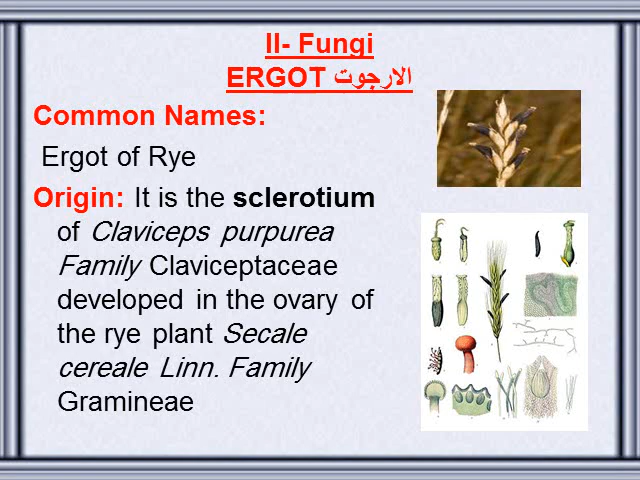 II- Fungi
ERGOT الارجوت
Common Names:
Ergot of Rye
Origin: It is the sclerotium
of Claviceps purpurea
Family Claviceptaceae
developed in the ovary of
the rye plant Secale
cereale Linn. Family
Gramineae